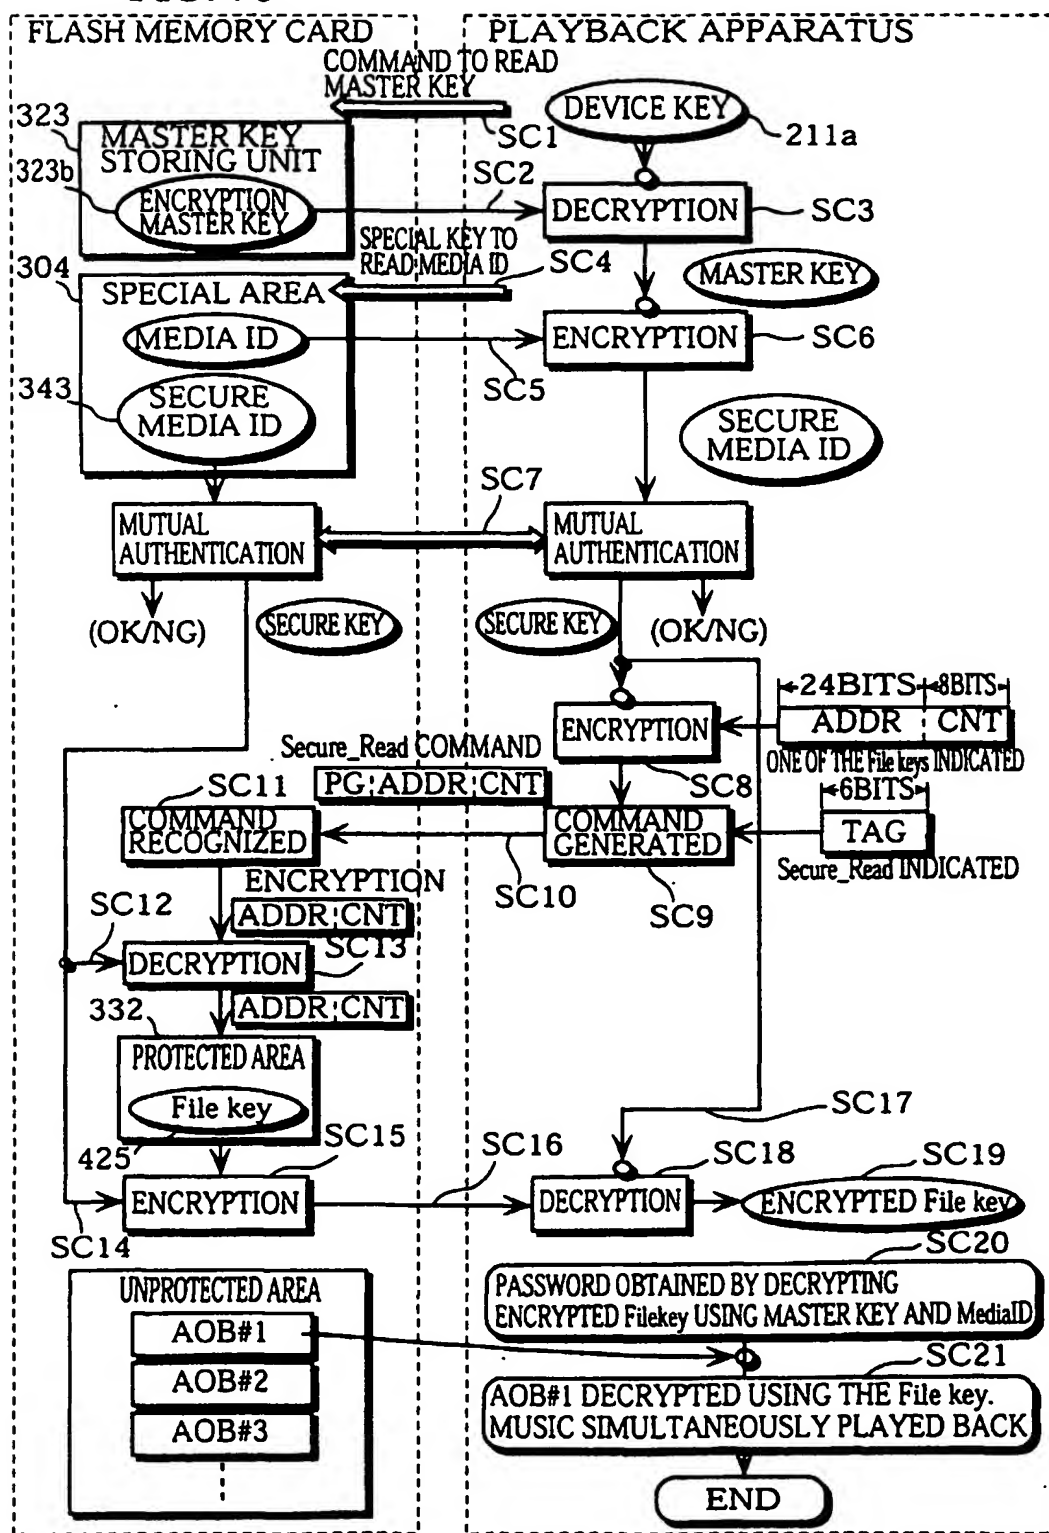 FLASH MEMORY CARD
PLAYBACK APPARATUS
COMMAND TO READ
MASTER KEY
SC1
DEVICE KEY
211a
323
MASTER KEY
STORING UNIT
323b
ENCRYPTION
MASTER KEY
SC2
DECRYPTION
SC3
SPECIAL KEY TO
READ MEDIA ID
SC4
MASTER KEY
304
SPECIAL AREA
MEDIA ID
SC5
ENCRYPTION
SC6
343
SECURE
MEDIA ID
SECURE
MEDIA ID
SC7
MUTUAL
AUTHENTICATION
MUTUAL
AUTHENTICATION
(OK/NG)
SECURE KEY
SECURE KEY
(OK/NG)
24BITS
8BITS
ADDR
CNT
ONE OF THE File keys INDICATED
ENCRYPTION
SC8
Secure_Read COMMAND
PG ADDR CNT
6BITS
TAG
Secure_Read INDICATED
SC11
COMMAND
RECOGNIZED
COMMAND
GENERATED
SC10
SC9
ENCRYPTION
ADDR CNT
SC12
DECRYPTION
SC13
ADDR CNT
332
PROTECTED AREA
File key
425
SC17
SC15
ENCRYPTION
SC14
SC16
DECRYPTION
SC18
SC19
ENCRYPTED File key
SC20
PASSWORD OBTAINED BY DECRYPTING
ENCRYPTED Filekey USING MASTER KEY AND MediaID
UNPROTECTED AREA
AOB#1
AOB#2
AOB#3
SC21
AOB#1 DECRYPTED USING THE File key.
MUSIC SIMULTANEOUSLY PLAYED BACK
END